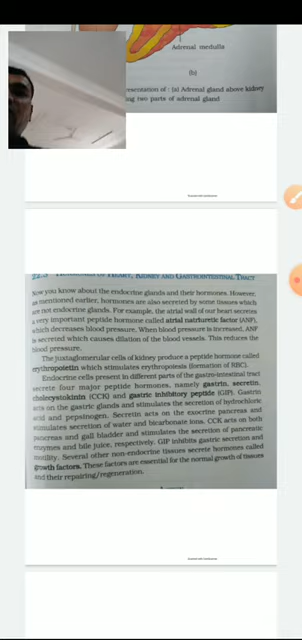 Adrenal medulla
(b)
resentation of : (a) Adrenal gland above kidney
ing two parts of adrenal gland
22.3 HORMONES OF HEART, KIDNEY AND GASTROINTESTINAL TRACT
Now you know about the endocrine glands and their hormones. However,
as mentioned earlier, hormones are also secreted by some tissues which
are not endocrine glands. For example, the atrial wall of our heart secretes
a very important peptide hormone called atrial natriuretic factor (ANF),
which decreases blood pressure. When blood pressure is increased, ANF
is secreted which causes dilation of the blood vessels. This reduces the
blood pressure.
The juxtaglomerular cells of kidney produce a peptide hormone called
erythropoietin which stimulates erythropoiesis (formation of RBC).
Endocrine cells present in different parts of the gastro-intestinal tract
secrete four major peptide hormones, namely gastrin, secretin,
cholecystokinin (CCK) and gastric inhibitory peptide (GIP). Gastrin
acts on the gastric glands and stimulates the secretion of hydrochloric
acid and pepsinogen. Secretin acts on the exocrine pancreas and
stimulates secretion of water and bicarbonate ions. CCK acts on both
pancreas and gall bladder and stimulates the secretion of pancreatic
enzymes and bile juice, respectively. GIP inhibits gastric secretion and
motility. Several other non-endocrine tissues secrete hormones called
growth factors. These factors are essential for the normal growth of tissues
and their repairing/regeneration.